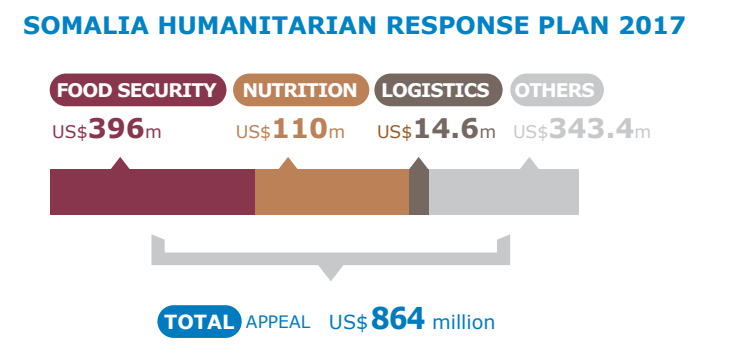 SOMALIA HUMANITARIAN RESPONSE PLAN 2017
FOOD SECURITY NUTRITION LOGISTICS OTHERS
US$396m US$110m US$14.6m US$343.4m
TOTAL APPEAL US$864 million